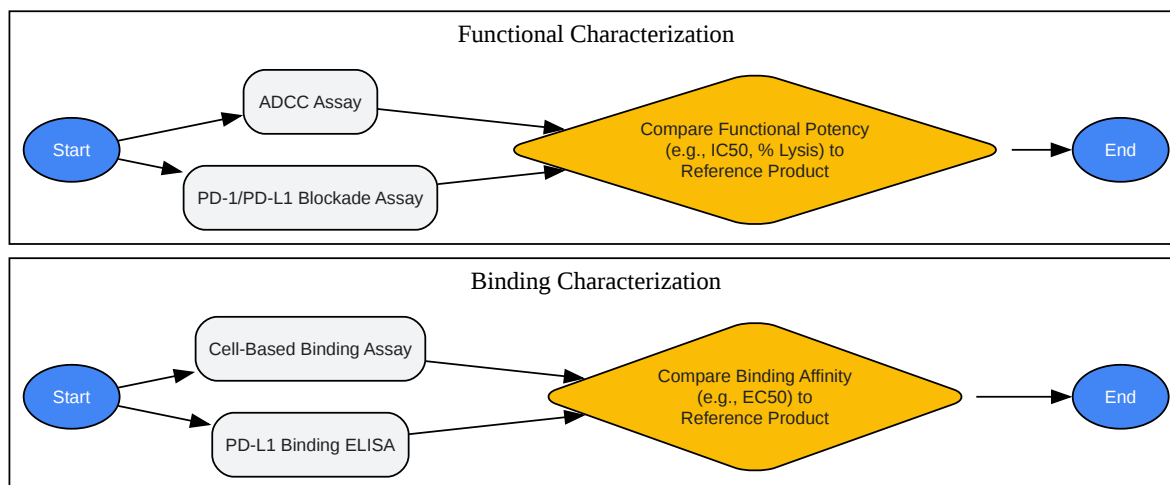 Functional Characterization
Start
ADCC Assay
PD-1/PD-L1 Blockade Assay
Compare Functional Potency
(e.g., IC50, % Lysis) to
Reference Product
End
Binding Characterization
Start
Cell-Based Binding Assay
PD-L1 Binding ELISA
Compare Binding Affinity
(e.g., EC50) to
Reference Product
End